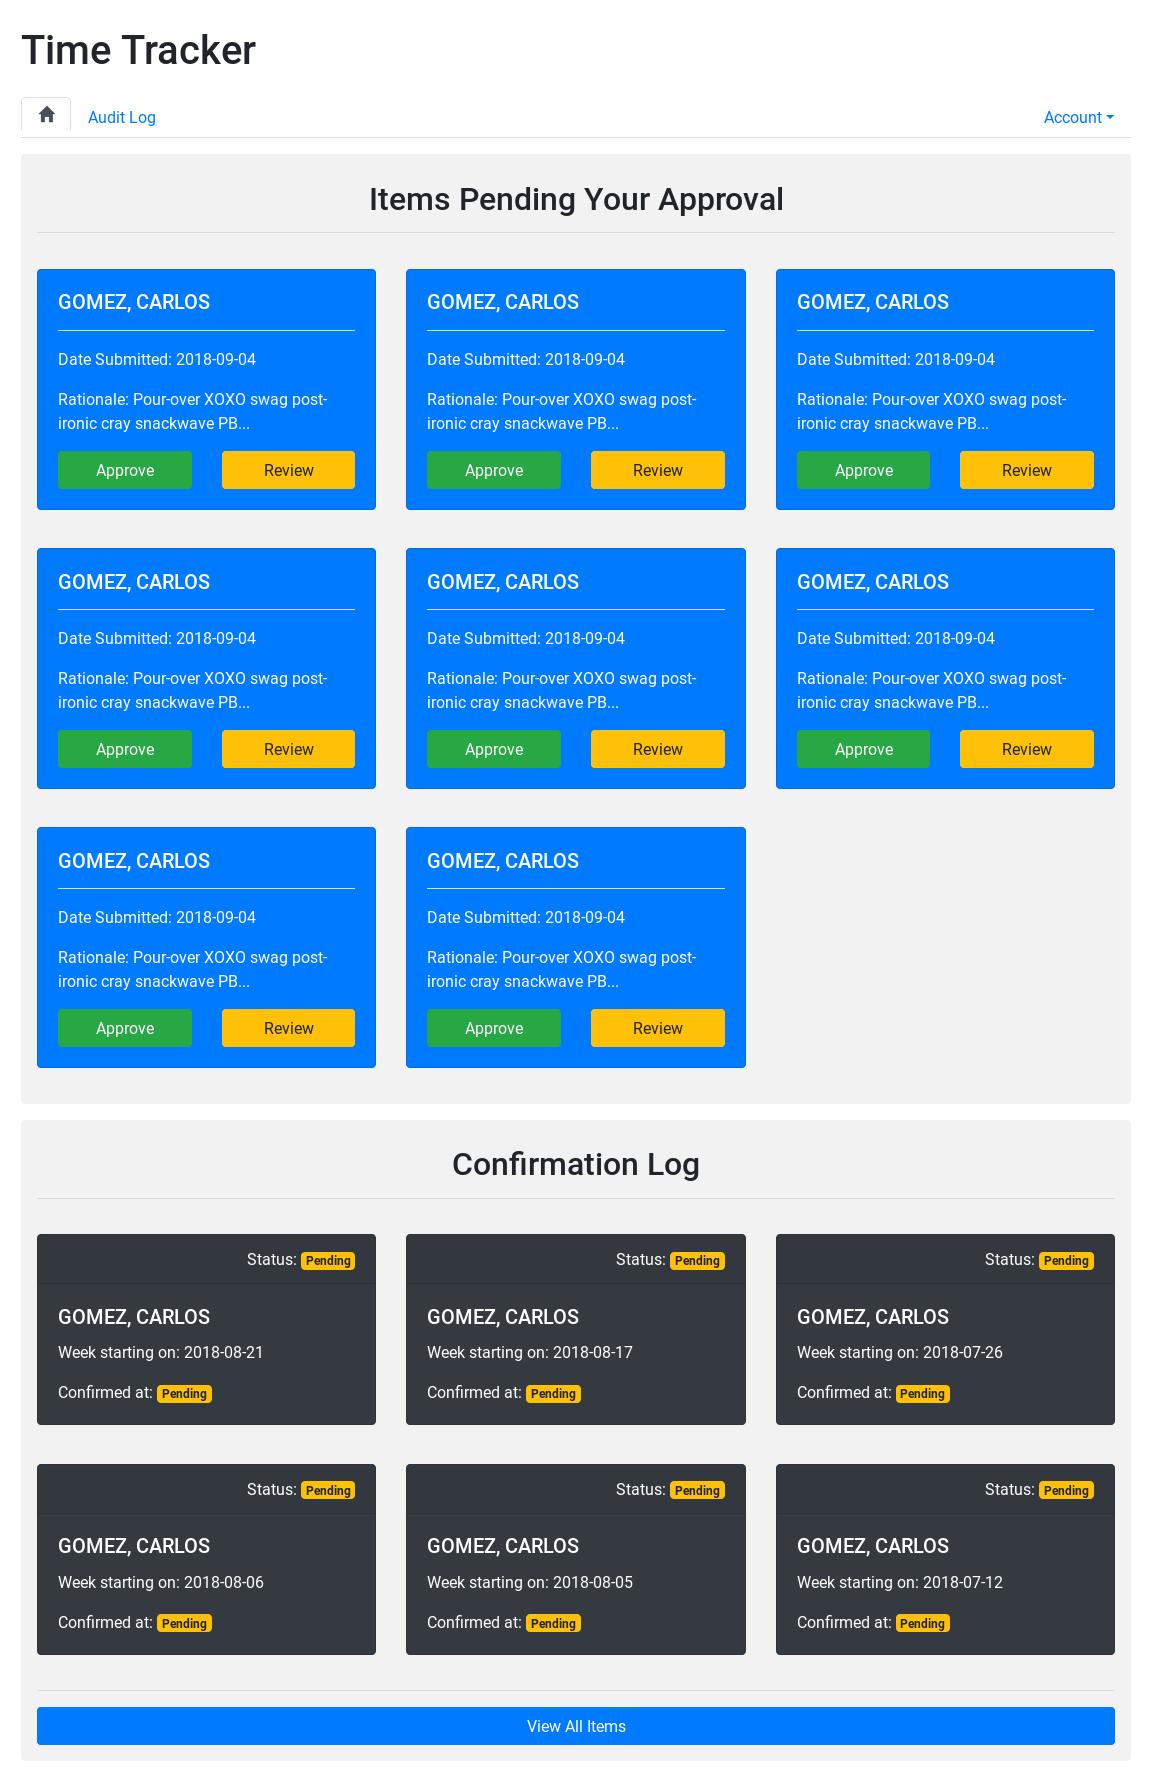 Time Tracker
Audit Log
Account
Items Pending Your Approval
GOMEZ, CARLOS
Date Submitted: 2018-09-04
Rationale: Pour-over XOXO swag post-
ironic cray snackwave PB...
Approve
Review
GOMEZ, CARLOS
Date Submitted: 2018-09-04
Rationale: Pour-over XOXO swag post-
ironic cray snackwave PB...
Approve
Review
GOMEZ, CARLOS
Date Submitted: 2018-09-04
Rationale: Pour-over XOXO swag post-
ironic cray snackwave PB...
Approve
Review
GOMEZ, CARLOS
Date Submitted: 2018-09-04
Rationale: Pour-over XOXO swag post-
ironic cray snackwave PB...
Approve
Review
GOMEZ, CARLOS
Date Submitted: 2018-09-04
Rationale: Pour-over XOXO swag post-
ironic cray snackwave PB...
Approve
Review
GOMEZ, CARLOS
Date Submitted: 2018-09-04
Rationale: Pour-over XOXO swag post-
ironic cray snackwave PB...
Approve
Review
GOMEZ, CARLOS
Date Submitted: 2018-09-04
Rationale: Pour-over XOXO swag post-
ironic cray snackwave PB...
Approve
Review
GOMEZ, CARLOS
Date Submitted: 2018-09-04
Rationale: Pour-over XOXO swag post-
ironic cray snackwave PB...
Approve
Review
Confirmation Log
Status: Pending
GOMEZ, CARLOS
Week starting on: 2018-08-21
Confirmed at: Pending
Status: Pending
GOMEZ, CARLOS
Week starting on: 2018-08-17
Confirmed at: Pending
Status: Pending
GOMEZ, CARLOS
Week starting on: 2018-07-26
Confirmed at: Pending
Status: Pending
GOMEZ, CARLOS
Week starting on: 2018-08-06
Confirmed at: Pending
Status: Pending
GOMEZ, CARLOS
Week starting on: 2018-08-05
Confirmed at: Pending
Status: Pending
GOMEZ, CARLOS
Week starting on: 2018-07-12
Confirmed at: Pending
View All Items